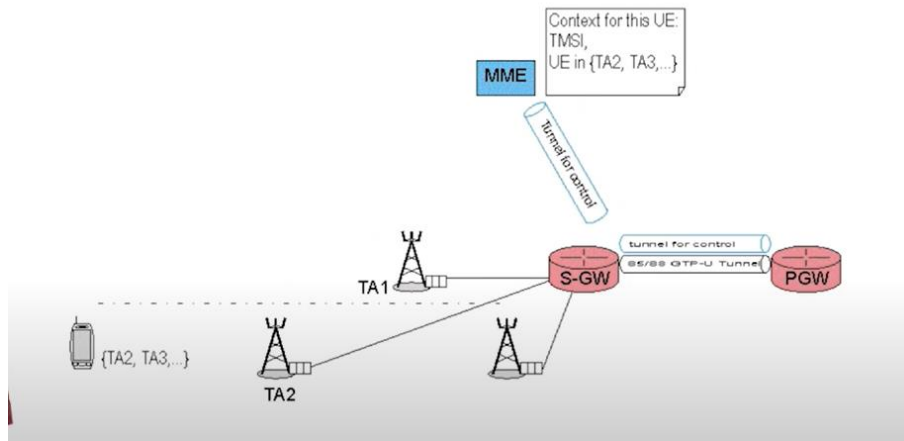 Context for this UE:
TMSI,
UE in {TA2, TA3,...}
MME
Tunnel for control
tunnel for control
S5/S8 GTP-U Tunnel
S-GW
PGW
TA1
{TA2, TA3,...}
TA2